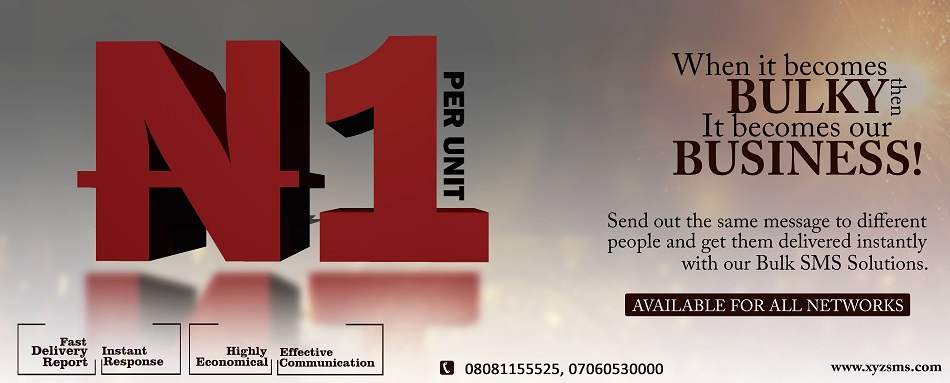 ₦1
PER UNIT
When it becomes
BULKY then
It becomes our
BUSINESS!
Send out the same message to different
people and get them delivered instantly
with our Bulk SMS Solutions.
AVAILABLE FOR ALL NETWORKS
Fast
Delivery
Report
Instant
Response
Highly
Economical
Effective
Communication
08081155525, 07060530000
www.xyzsms.com